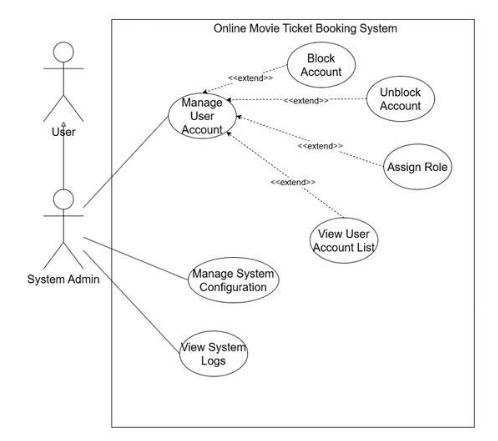 Online Movie Ticket Booking System
Block
Account
<<extend>>
Unblock
Account
<<extend>>
Manage
User
Account
User
<<extend>>
Assign Role
<<extend>>
View User
Account List
System Admin
Manage System
Configuration
View System
Logs